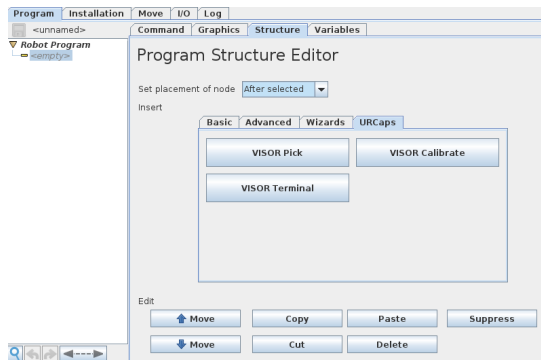 Program Installation Move I/O Log
<unnamed>
Command Graphics Structure Variables
Robot Program
<empty>
Program Structure Editor
Set placement of node After selected
Insert
Basic Advanced Wizards URCaps
VISOR Pick VISOR Calibrate
VISOR Terminal
Edit
Move Copy Paste Suppress
Move Cut Delete